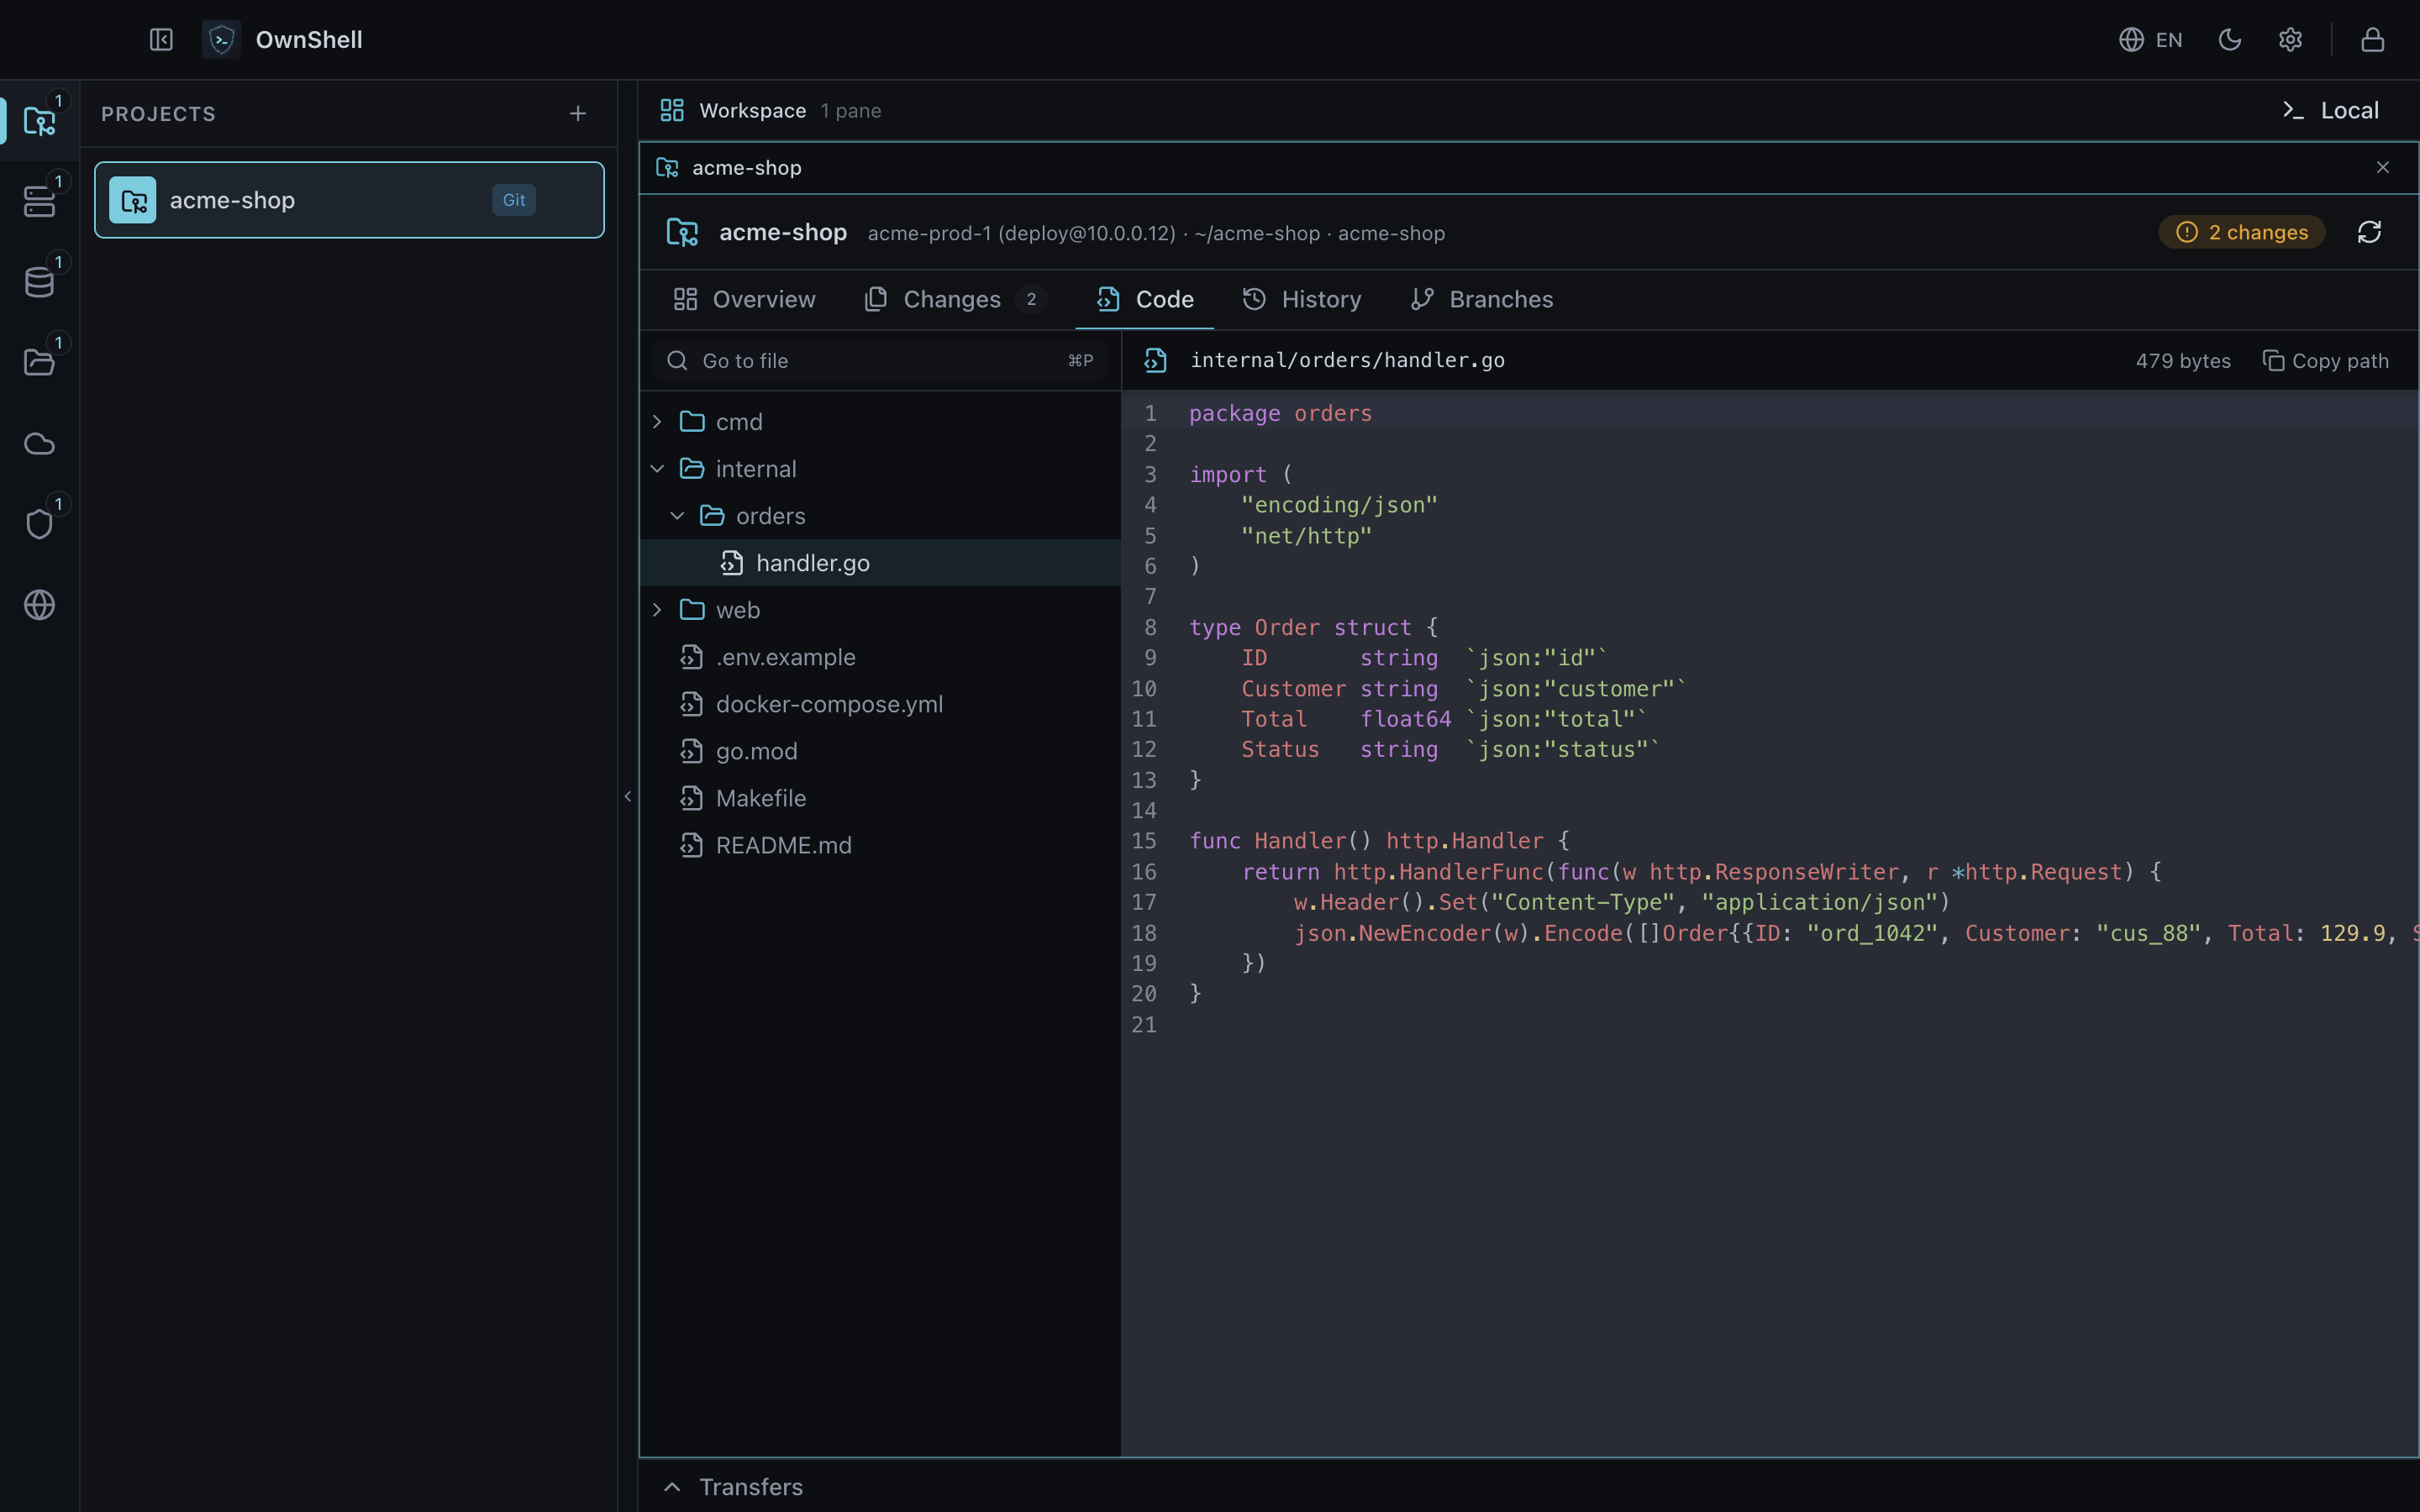 OwnShell
EN
1
1
1
1
1
PROJECTS
acme-shop
Git
Workspace 1 pane
Local
acme-shop
acme-shop acme-prod-1 (deploy@10.0.0.12) · ~/acme-shop · acme-shop
2 changes
Overview
Changes 2
Code
History
Branches
Go to file ⌘P
cmd
internal
orders
handler.go
web
.env.example
docker-compose.yml
go.mod
Makefile
README.md
internal/orders/handler.go
479 bytes
Copy path
1 package orders
2
3 import (
4     "encoding/json"
5     "net/http"
6 )
7
8 type Order struct {
9     ID       string  `json:"id"`
10     Customer string  `json:"customer"`
11     Total    float64 `json:"total"`
12     Status   string  `json:"status"`
13 }
14
15 func Handler() http.Handler {
16     return http.HandlerFunc(func(w http.ResponseWriter, r *http.Request) {
17         w.Header().Set("Content-Type", "application/json")
18         json.NewEncoder(w).Encode([]Order{{ID: "ord_1042", Customer: "cus_88", Total: 129.9,
19     })
20 }
21
Transfers